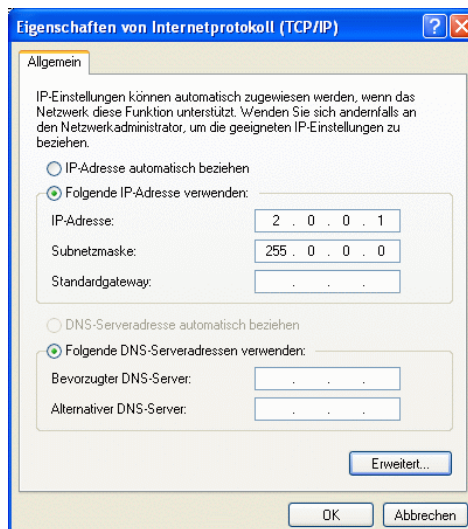 Eigenschaften von Internetprotokoll (TCP/IP)
Allgemein
IP-Einstellungen können automatisch zugewiesen werden, wenn das
Netzwerk diese Funktion unterstützt. Wenden Sie sich andernfalls an
den Netzwerkadministrator, um die geeigneten IP-Einstellungen zu
beziehen.
IP-Adresse automatisch beziehen
Folgende IP-Adresse verwenden:
IP-Adresse: 2 . 0 . 0 . 1
Subnetzmaske: 255 . 0 . 0 . 0
Standardgateway: . . .
DNS-Serveradresse automatisch beziehen
Folgende DNS-Serveradressen verwenden:
Bevorzugter DNS-Server: . . .
Alternativer DNS-Server: . . .
Erweitert...
OK Abbrechen